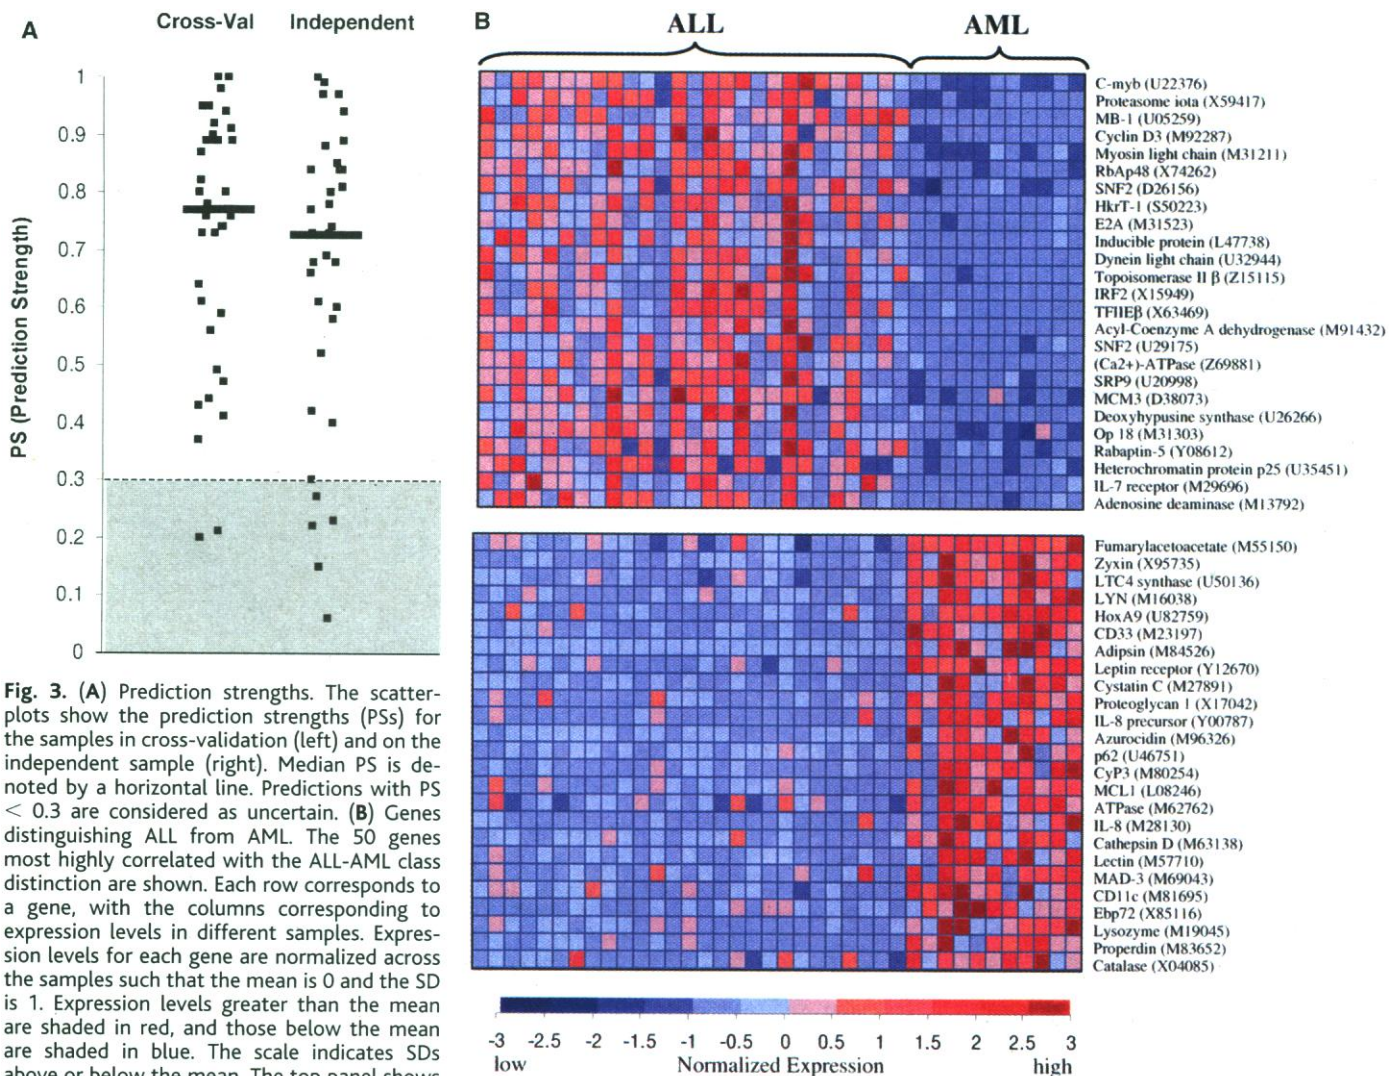 A
Cross-Val
Independent
PS (Prediction Strength)
1
0.9
0.8
0.7
0.6
0.5
0.4
0.3
0.2
0.1
0
Fig. 3. (A) Prediction strengths. The scatter-
plots show the prediction strengths (PSs) for
the samples in cross-validation (left) and on the
independent sample (right). Median PS is de-
noted by a horizontal line. Predictions with PS
< 0.3 are considered as uncertain. (B) Genes
distinguishing ALL from AML. The 50 genes
most highly correlated with the ALL-AML class
distinction are shown. Each row corresponds to
a gene, with the columns corresponding to
expression levels in different samples. Expres-
sion levels for each gene are normalized across
the samples such that the mean is 0 and the SD
is 1. Expression levels greater than the mean
are shaded in red, and those below the mean
are shaded in blue. The scale indicates SDs
above or below the mean. The top panel shows
B
ALL
AML
C-myb (U22376)
Proteasome iota (X59417)
MB-1 (U05259)
Cyclin D3 (M92287)
Myosin light chain (M31211)
RbAp48 (X74262)
SNF2 (D26156)
HkrT-1 (S50223)
E2A (M31523)
Inducible protein (L47738)
Dynein light chain (U32944)
Topoisomerase II β (Z15115)
IRF2 (X15949)
TFIIEβ (X63469)
Acyl-Coenzyme A dehydrogenase (M91432)
SNF2 (U29175)
(Ca2+)-ATPase (Z69881)
SRP9 (U20998)
MCM3 (D38073)
Deoxyhypusine synthase (U26266)
Op 18 (M31303)
Rabaptin-5 (Y08612)
Heterochromatin protein p25 (U35451)
IL-7 receptor (M29696)
Adenosine deaminase (M13792)
Fumarylacetoacetate (M55150)
Zyxin (X95735)
LTC4 synthase (U50136)
LYN (M16038)
HoxA9 (U82759)
CD33 (M23197)
Adipsin (M84526)
Leptin receptor (Y12670)
Cystatin C (M27891)
Proteoglycan 1 (X17042)
IL-8 precursor (Y00787)
Azurocidin (M96326)
p62 (U46751)
CyP3 (M80254)
MCL1 (L08246)
ATPase (M62762)
IL-8 (M28130)
Cathepsin D (M63138)
Lectin (M57710)
MAD-3 (M69043)
CD11c (M81695)
Ebp72 (X85116)
Lysozyme (M19045)
Properdin (M83652)
Catalase (X04085)
-3 -2.5 -2 -1.5 -1 -0.5 0 0.5 1 1.5 2 2.5 3
low Normalized Expression high